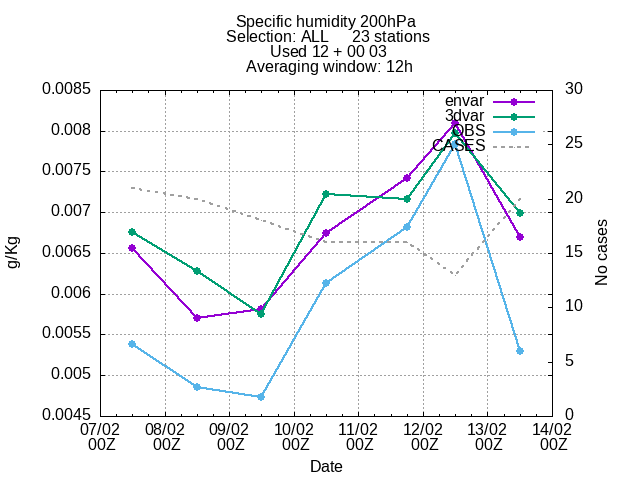 Specific humidity 200hPa
Selection: ALL 23 stations
Used 12 + 00 03
Averaging window: 12h
0.0085
0.008
0.0075
0.007
0.0065
0.006
0.0055
0.005
0.0045
30
25
20
15
10
5
0
g/Kg
No cases
envar
3dvar
OBS
CASES
07/02 08/02 09/02 10/02 11/02 12/02 13/02 14/02
00Z 00Z 00Z 00Z 00Z 00Z 00Z 00Z
Date